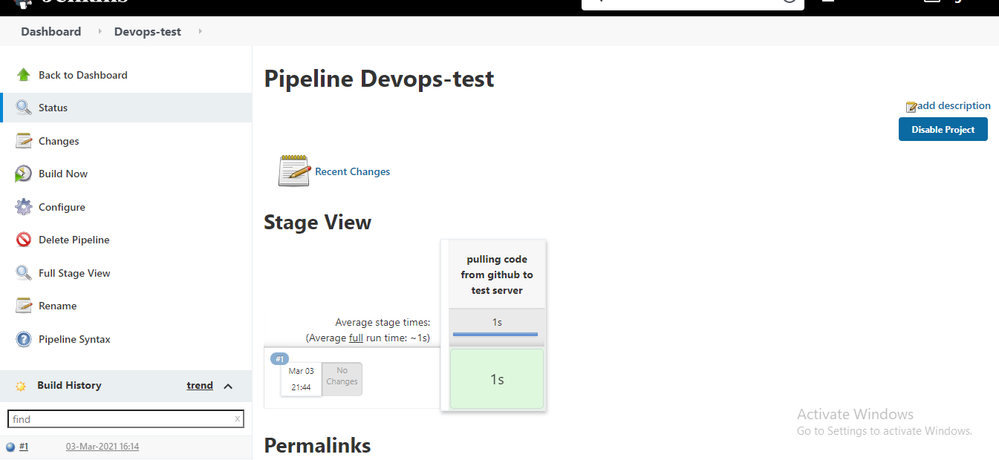 Jenkins
Dashboard
Devops-test
Back to Dashboard
Status
Changes
Build Now
Configure
Delete Pipeline
Full Stage View
Rename
Pipeline Syntax
Build History
trend
find
x
#1
03-Mar-2021 16:14
Pipeline Devops-test
add description
Disable Project
Recent Changes
Stage View
pulling code
from github to
test server
Average stage times:
(Average full run time: ~1s)
1s
#1
Mar 03
21:44
No
Changes
1s
Permalinks
Activate Windows
Go to Settings to activate Windows.